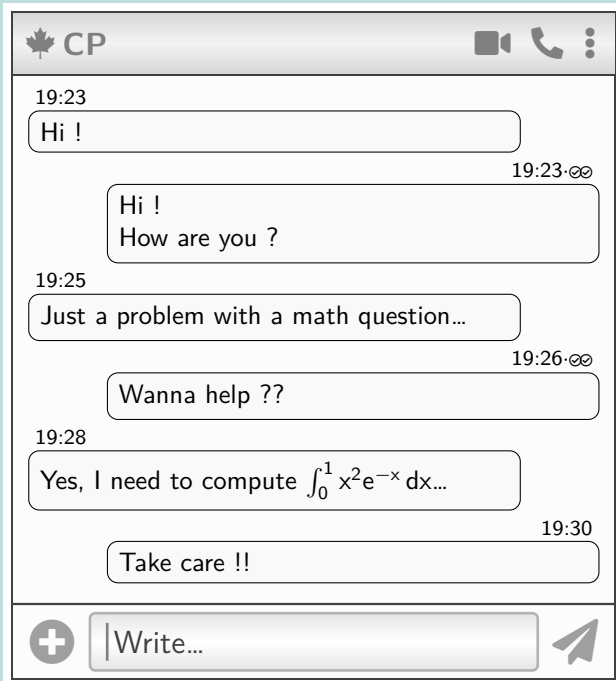 CP
19:23
Hi !
19:23
Hi !
How are you ?
19:25
Just a problem with a math question…
19:26
Wanna help ??
19:28
Yes, I need to compute ∫₀¹ x²e⁻ˣ dx…
19:30
Take care !!
Write…